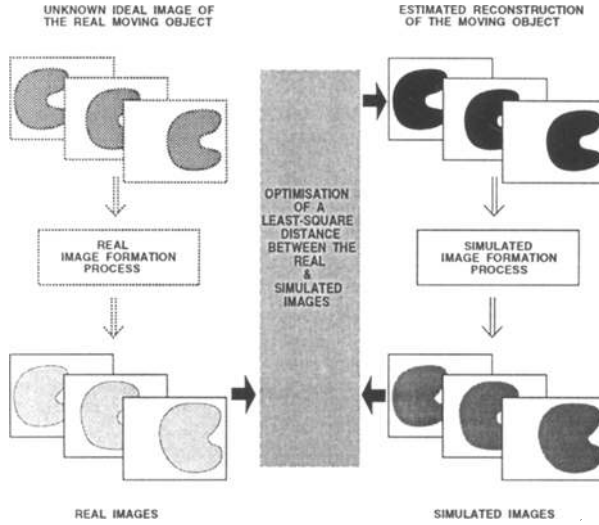 UNKNOWN IDEAL IMAGE OF
THE REAL MOVING OBJECT
ESTIMATED RECONSTRUCTION
OF THE MOVING OBJECT
OPTIMISATION
OF A
LEAST-SQUARE
DISTANCE
BETWEEN THE
REAL
&
SIMULATED
IMAGES
REAL
IMAGE FORMATION
PROCESS
SIMULATED
IMAGE FORMATION
PROCESS
REAL IMAGES
SIMULATED IMAGES